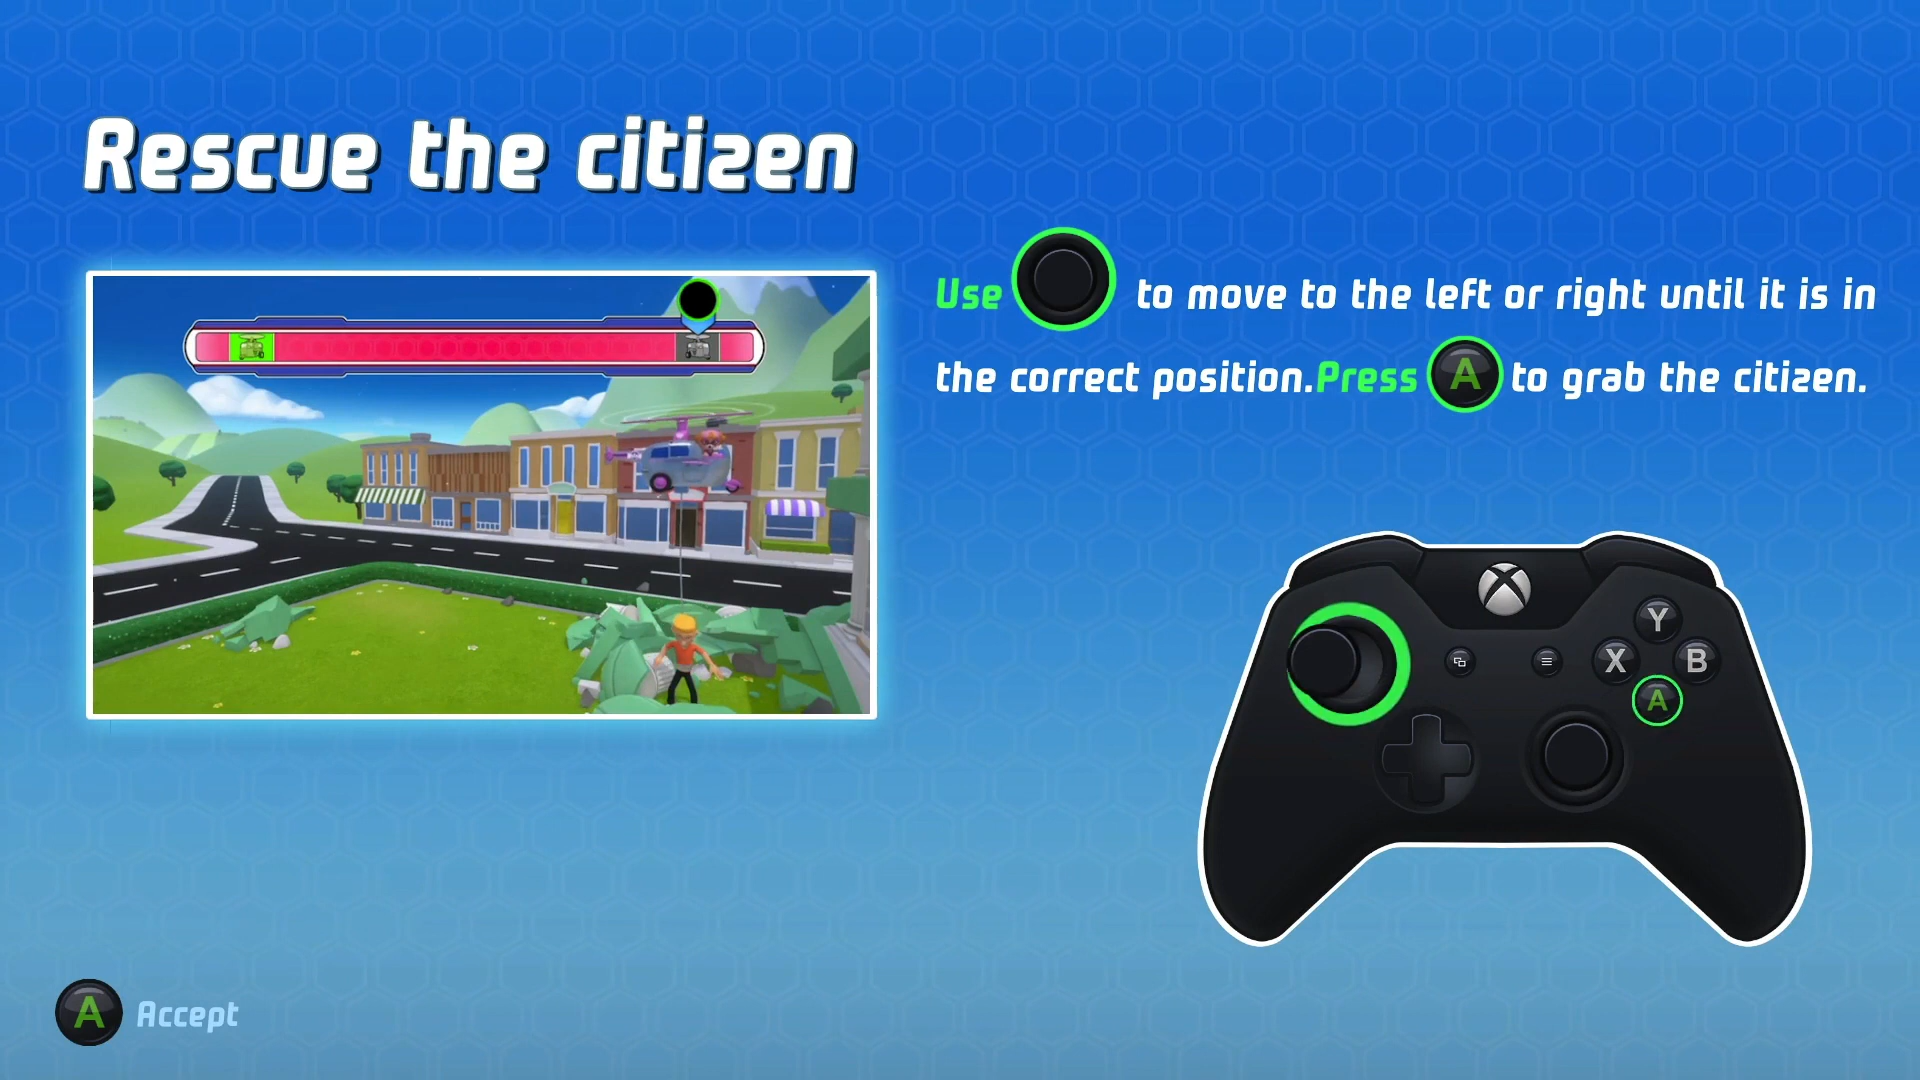 Rescue the citizen
Use to move to the left or right until it is in
the correct position.Press A to grab the citizen.
Y
X B
A
A Accept